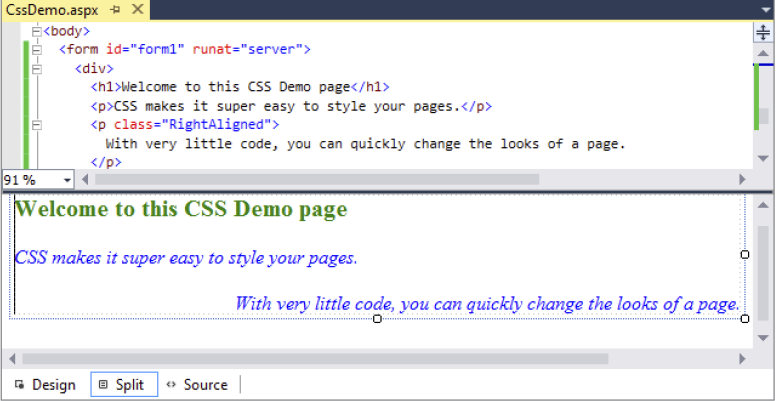 CssDemo.aspx
<body>
<form id="form1" runat="server">
<div>
<h1>Welcome to this CSS Demo page</h1>
<p>CSS makes it super easy to style your pages.</p>
<p class="RightAligned">
With very little code, you can quickly change the looks of a page.
</p>
91 %
Welcome to this CSS Demo page
CSS makes it super easy to style your pages.
With very little code, you can quickly change the looks of a page.
Design Split Source